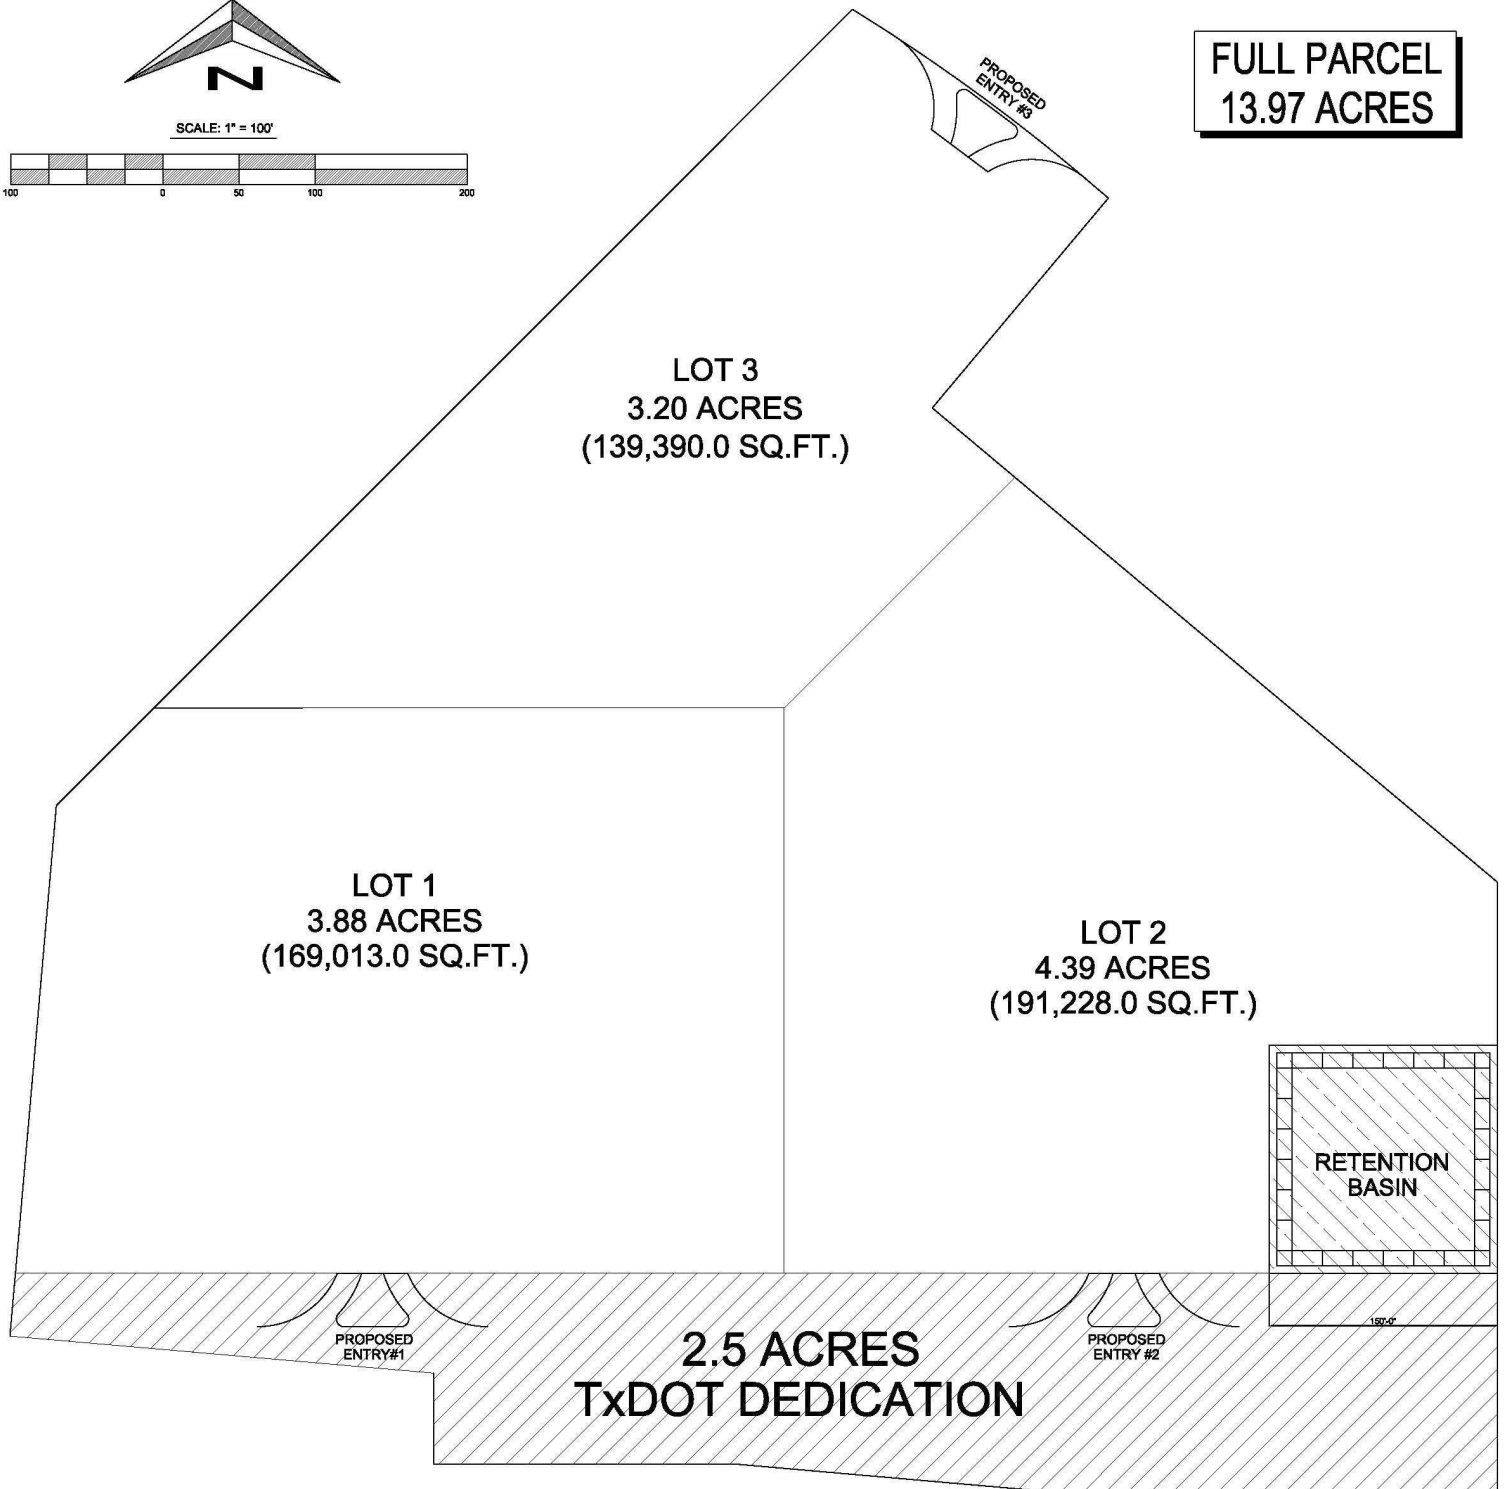 N
SCALE: 1" = 100'
100 0 50 100 200
FULL PARCEL
13.97 ACRES
PROPOSED
ENTRY #3
LOT 3
3.20 ACRES
(139,390.0 SQ.FT.)
LOT 1
3.88 ACRES
(169,013.0 SQ.FT.)
LOT 2
4.39 ACRES
(191,228.0 SQ.FT.)
RETENTION
BASIN
150'-0"
PROPOSED
ENTRY#1
PROPOSED
ENTRY #2
2.5 ACRES
TxDOT DEDICATION